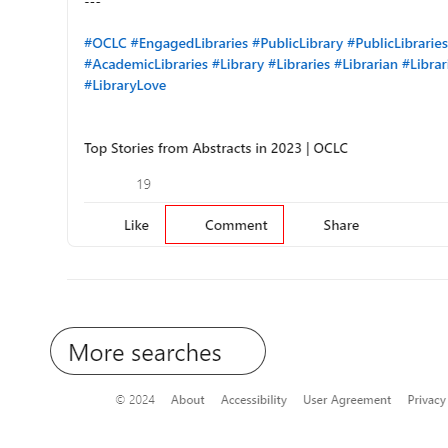 ---
#OCLC #EngagedLibraries #PublicLibrary #PublicLibraries
#AcademicLibraries #Library #Libraries #Librarian #Librar
#LibraryLove
Top Stories from Abstracts in 2023 | OCLC
19
Like Comment Share
More searches
© 2024 About Accessibility User Agreement Privacy